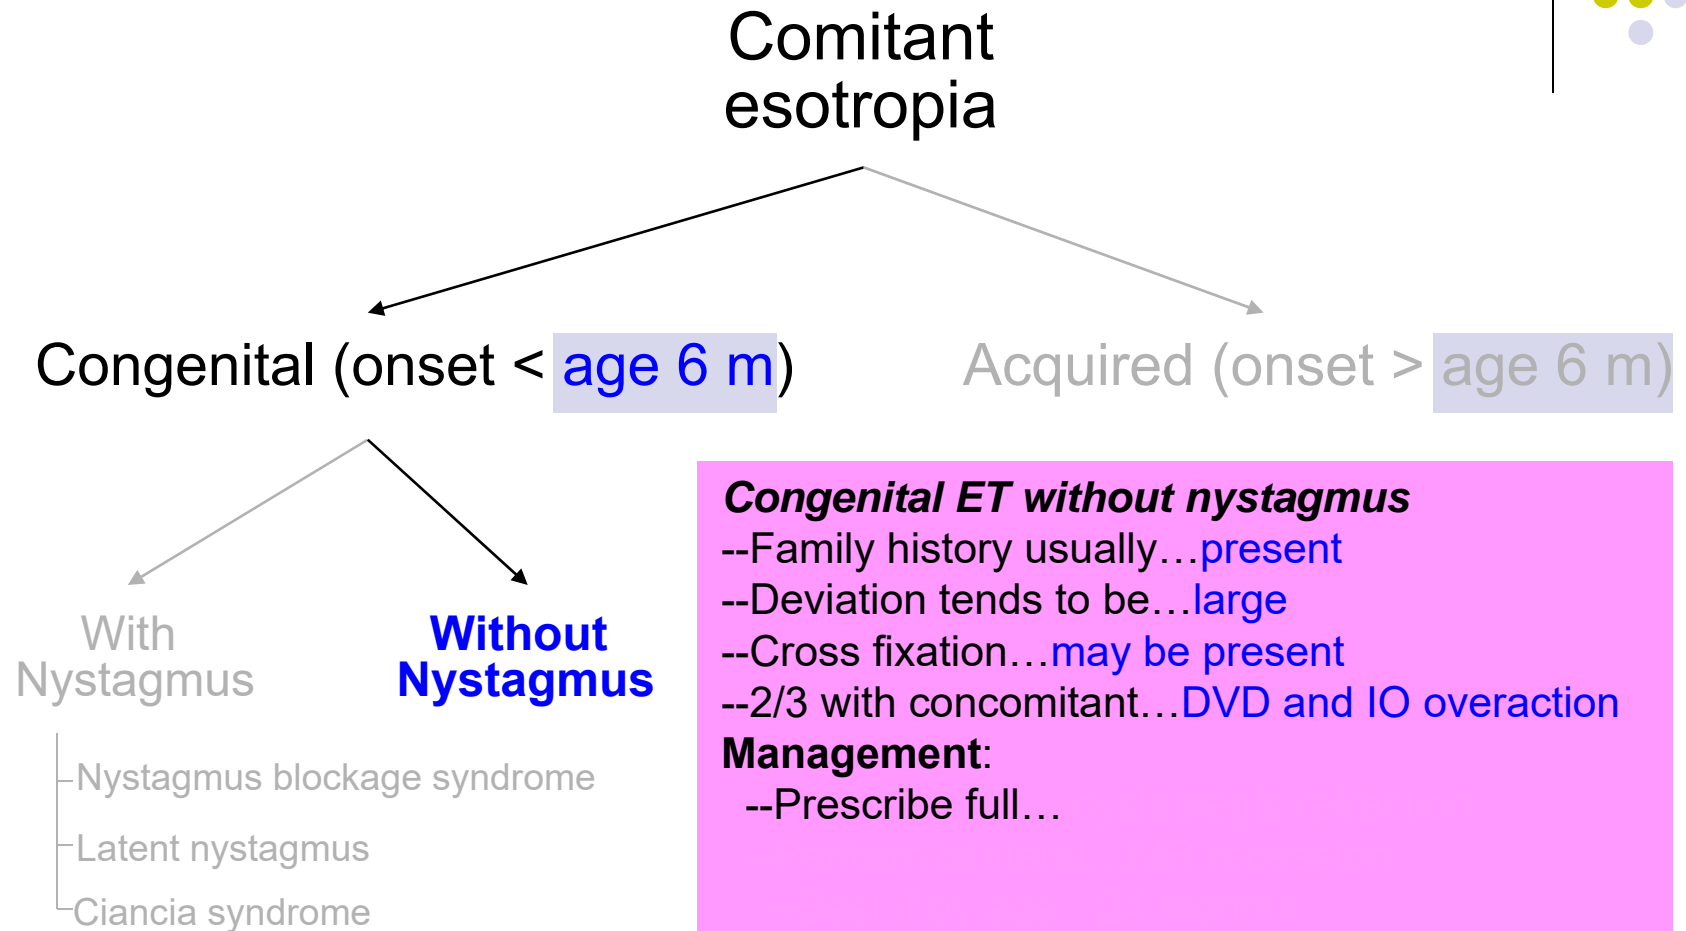 Comitant
esotropia
Congenital (onset < age 6 m)
Acquired (onset > age 6 m)
With
Nystagmus
Without
Nystagmus
Nystagmus blockage syndrome
Latent nystagmus
Ciancia syndrome
Congenital ET without nystagmus
--Family history usually…present
--Deviation tends to be…large
--Cross fixation…may be present
--2/3 with concomitant…DVD and IO overaction
Management:
--Prescribe full…